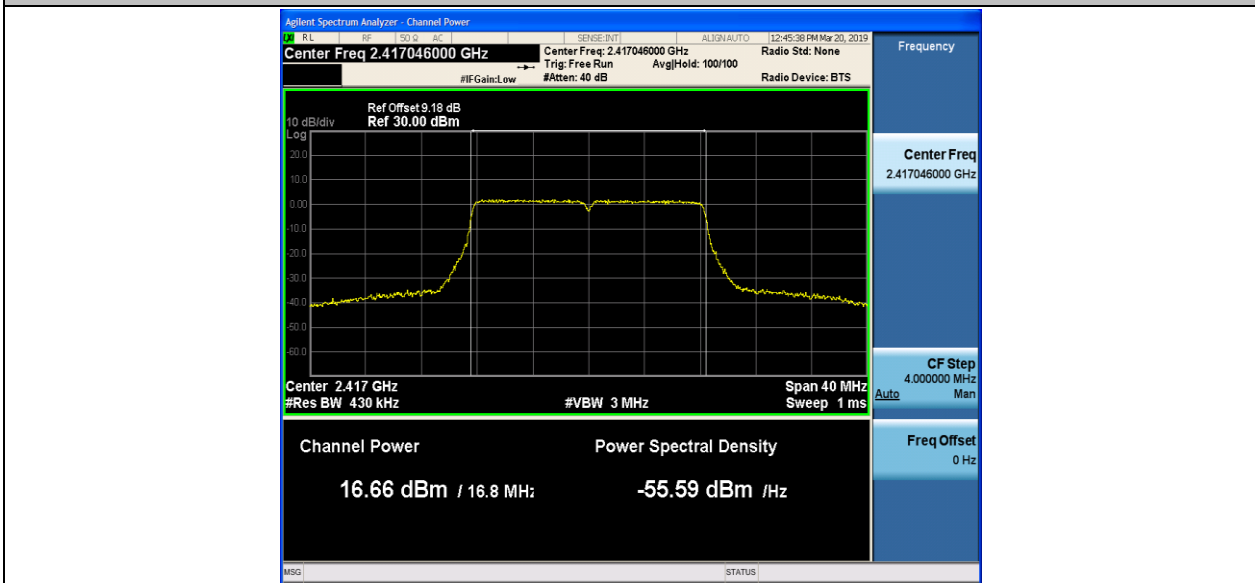 Agilent Spectrum Analyzer - Channel Power
RL RF 50 Ω AC SENSE:INT ALIGNAUTO 12:45:38 PM Mar 20, 2019
Center Freq 2.417046000 GHz
Center Freq: 2.417046000 GHz Radio Std: None
Trig: Free Run Avg|Hold: 100/100
#IFGain:Low #Atten: 40 dB Radio Device: BTS
Ref Offset 9.18 dB
10 dB/div Ref 30.00 dBm
Log
20.0
10.0
0.00
-10.0
-20.0
-30.0
-40.0
-50.0
-60.0
Center 2.417 GHz Span 40 MHz
#Res BW 430 kHz #VBW 3 MHz Sweep 1 ms
Channel Power Power Spectral Density
16.66 dBm / 16.8 MHz -55.59 dBm /Hz
MSG STATUS
Frequency
Center Freq
2.417046000 GHz
CF Step
4.000000 MHz
Auto Man
Freq Offset
0 Hz